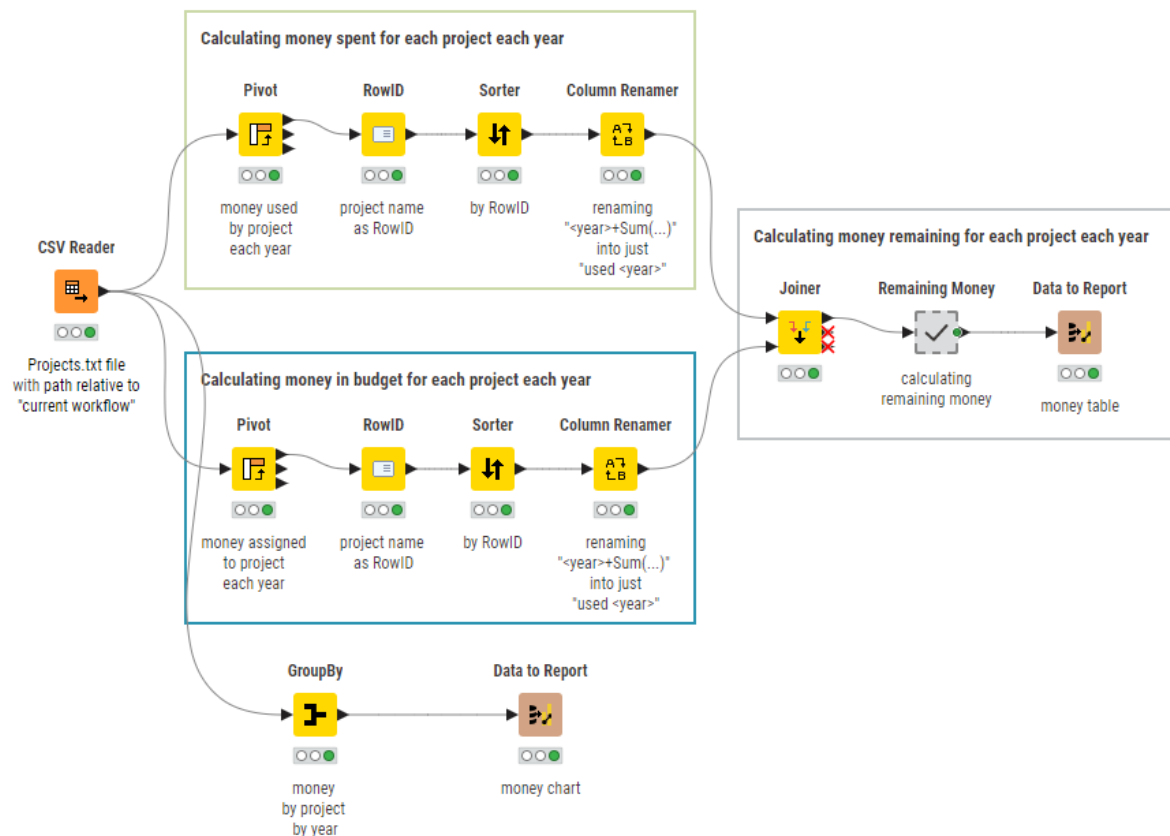 Calculating money spent for each project each year
Pivot
RowID
Sorter
Column Renamer
money used
by project
each year
project name
as RowID
by RowID
renaming
"<year>+Sum(...)"
into just
"used <year>"
CSV Reader
Projects.txt file
with path relative to
"current workflow"
Calculating money in budget for each project each year
Pivot
RowID
Sorter
Column Renamer
money assigned
to project
each year
project name
as RowID
by RowID
renaming
"<year>+Sum(...)"
into just
"used <year>"
Calculating money remaining for each project each year
Joiner
Remaining Money
Data to Report
calculating
remaining money
money table
GroupBy
Data to Report
money
by project
by year
money chart